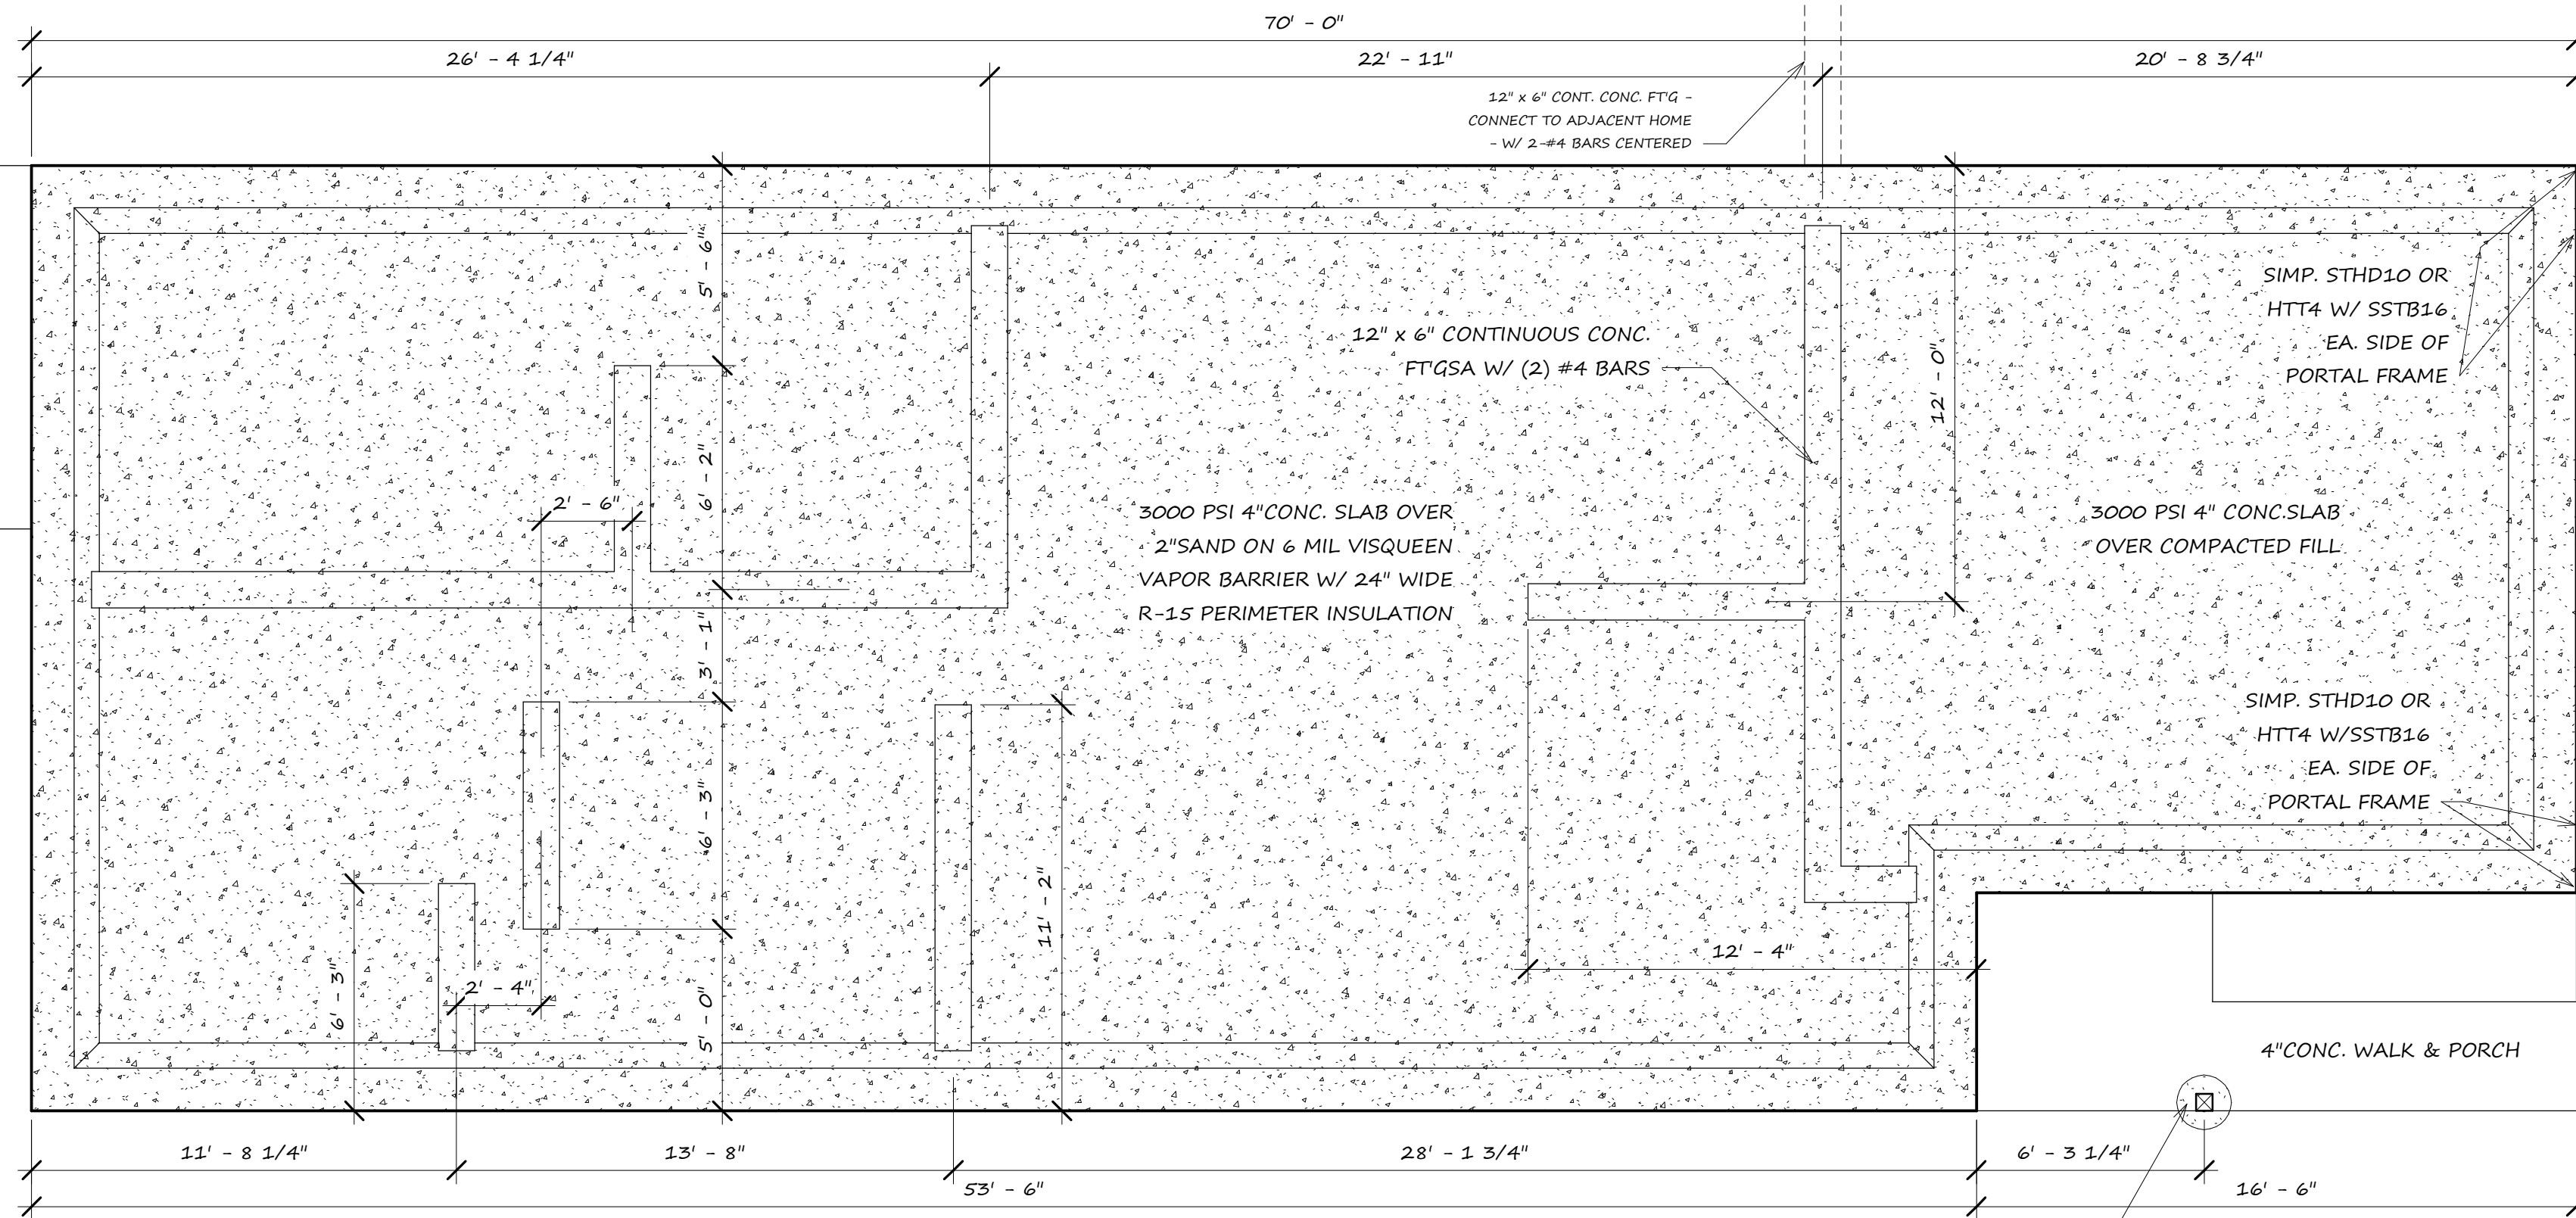 70' - 0"
26' - 4 1/4"
22' - 11"
20' - 8 3/4"
12" x 6" CONT. CONC. FT'G -
CONNECT TO ADJACENT HOME
- W/ 2-#4 BARS CENTERED
5' - 6"
SIMP. STHD10 OR
HTT4 W/ SSTB16
EA. SIDE OF
PORTAL FRAME
12" x 6" CONTINUOUS CONC.
FT'GSA W/ (2) #4 BARS
12' - 0"
6' - 2"
2' - 6"
3000 PSI 4"CONC. SLAB OVER
2"SAND ON 6 MIL VISQUEEN
VAPOR BARRIER W/ 24" WIDE
R-15 PERIMETER INSULATION
3000 PSI 4" CONC.SLAB
OVER COMPACTED FILL
3' - 1"
SIMP. STHD10 OR
HTT4 W/SSTB16
EA. SIDE OF
PORTAL FRAME
6' - 3"
11' - 2"
12' - 4"
6' - 3"
2' - 4"
5' - 0"
4"CONC. WALK & PORCH
11' - 8 1/4"
13' - 8"
28' - 1 3/4"
6' - 3 1/4"
53' - 6"
16' - 6"